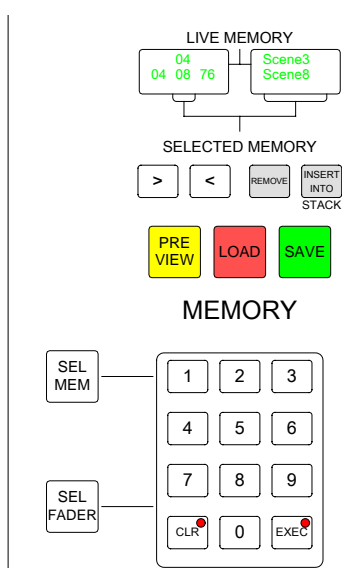 LIVE MEMORY
04 Scene3
04 08 76 Scene8
SELECTED MEMORY
> < REMOVE INSERT
INTO
STACK
PRE
VIEW LOAD SAVE
MEMORY
SEL
MEM
1 2 3
4 5 6
7 8 9
SEL
FADER
CLR 0 EXEC